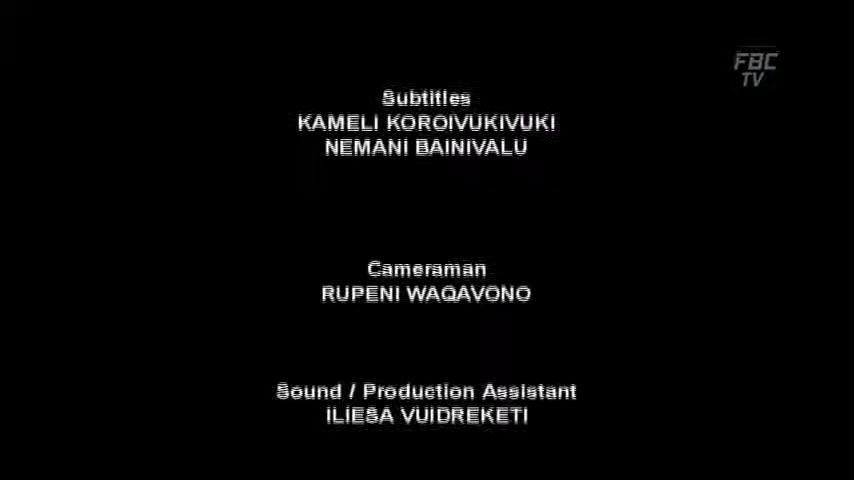 FBC
TV
Subtitles
KAMELI KOROIVUKIVUKI
NEMANI BAINIVALU
Cameraman
RUPENI WAQAVONO
Sound / Production Assistant
ILIESA VUIDREKETI